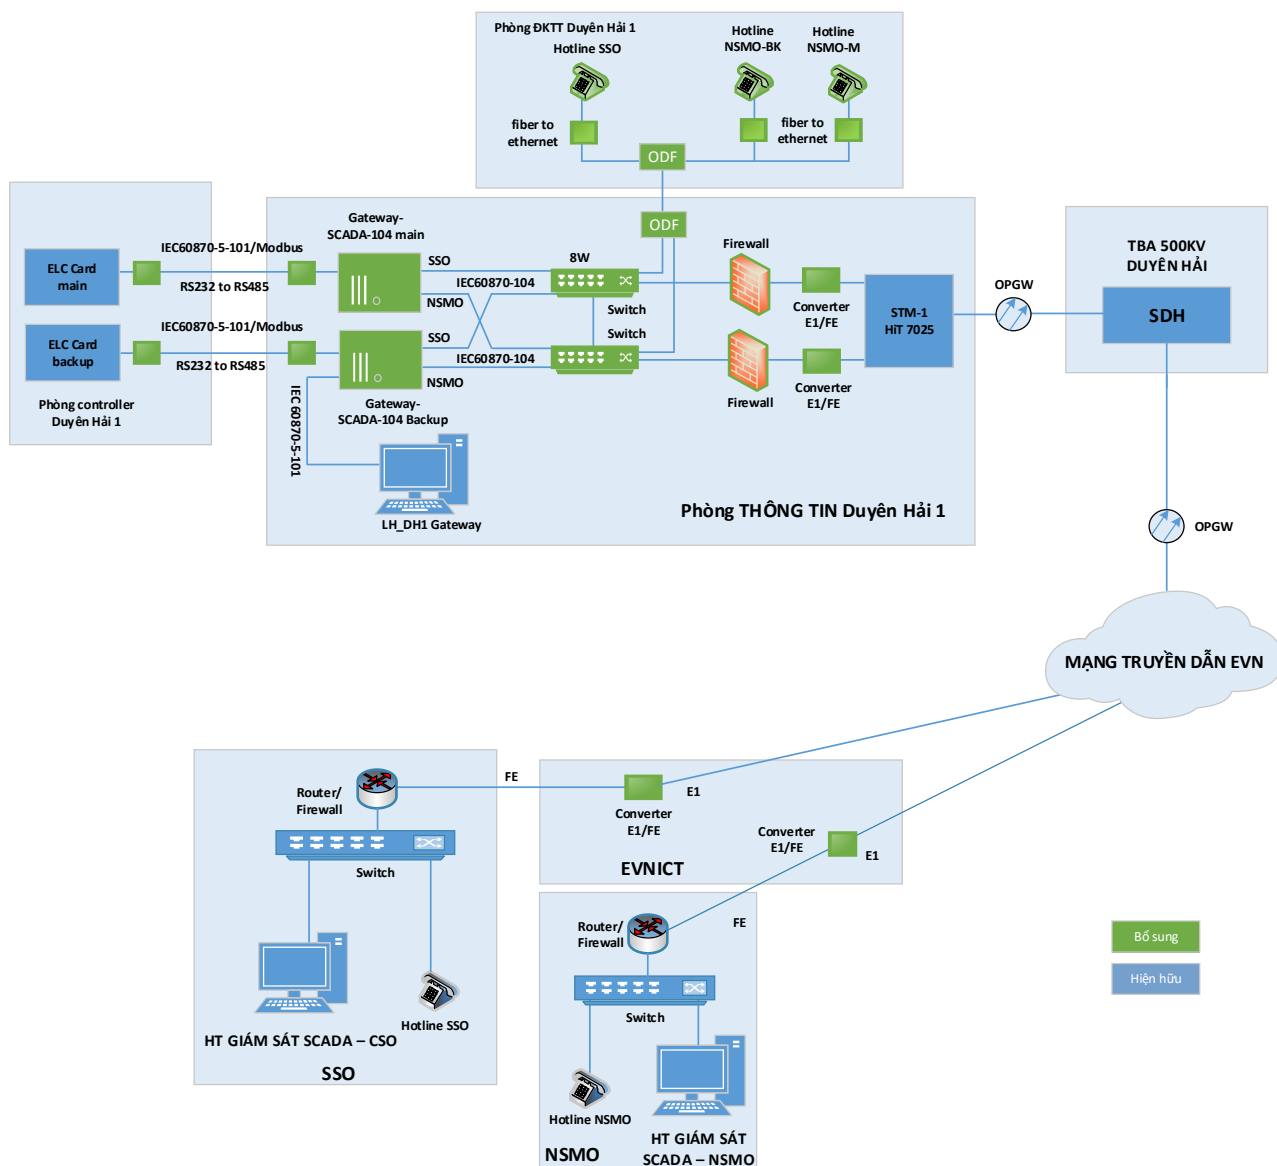 Phòng ĐKTT Duyên Hải 1
Hotline SSO
Hotline
NSMO-BK
Hotline
NSMO-M
fiber to
ethernet
fiber to
ethernet
ODF
ODF
Gateway-
SCADA-104 main
IEC60870-5-101/Modbus
RS232 to RS485
ELC Card
main
SSO
IEC60870-104
NSMO
8W
Switch
Switch
Firewall
Converter
E1/FE
STM-1
HiT 7025
OPGW
TBA 500KV
DUYÊN HẢI
SDH
IEC60870-5-101/Modbus
RS232 to RS485
ELC Card
backup
SSO
IEC60870-104
NSMO
Firewall
Converter
E1/FE
Phòng controller
Duyên Hải 1
Gateway-
SCADA-104 Backup
IEC 60870-5-101
LH_DH1 Gateway
Phòng THÔNG TIN Duyên Hải 1
OPGW
MẠNG TRUYỀN DẪN EVN
FE
Router/
Firewall
Switch
Hotline SSO
HT GIÁM SÁT SCADA – CSO
SSO
E1
Converter
E1/FE
Converter
E1/FE
E1
EVNICT
Router/
Firewall
FE
Switch
Hotline NSMO
HT GIÁM SÁT
SCADA – NSMO
NSMO
Bổ sung
Hiện hữu